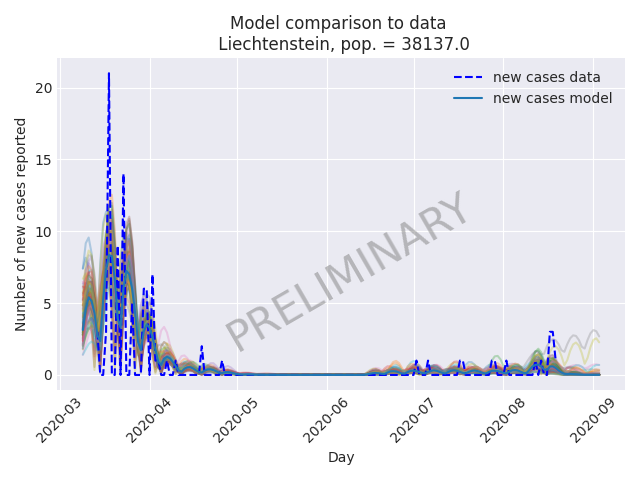 Model comparison to data
Liechtenstein, pop. = 38137.0
new cases data
new cases model
Number of new cases reported
20
15
10
5
0
PRELIMINARY
2020-03
2020-04
2020-05
2020-06
2020-07
2020-08
2020-09
Day